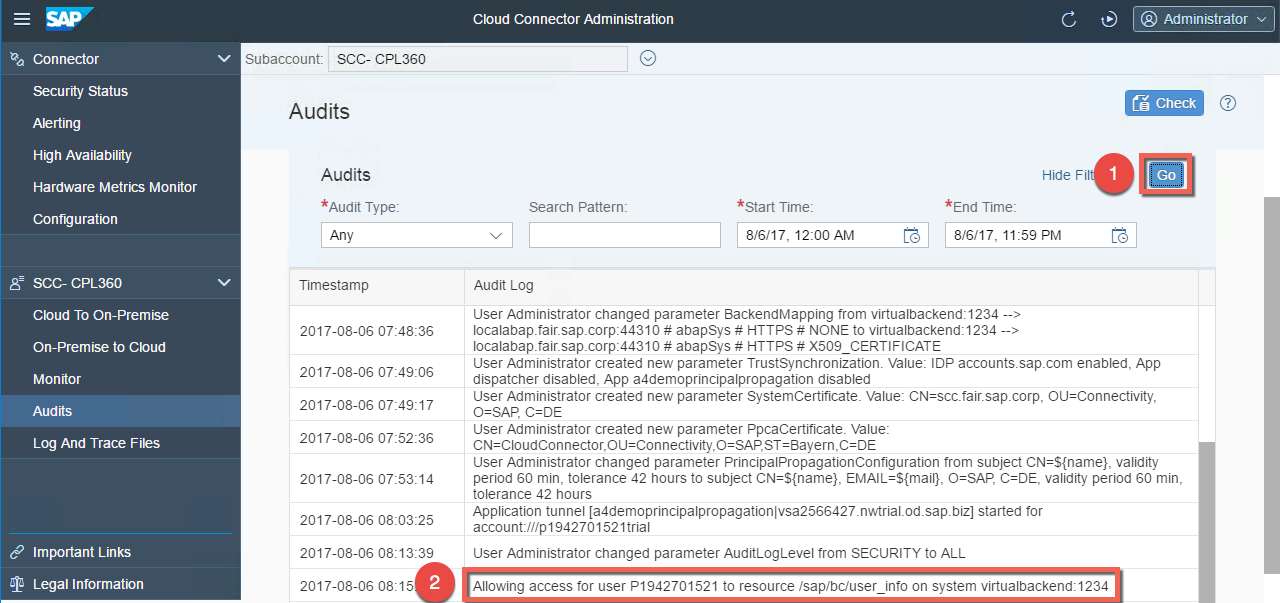 SAP
Cloud Connector Administration
Administrator
Connector
Security Status
Alerting
High Availability
Hardware Metrics Monitor
Configuration
SCC- CPL360
Cloud To On-Premise
On-Premise to Cloud
Monitor
Audits
Log And Trace Files
Important Links
Legal Information
Subaccount: SCC- CPL360
Audits
Check
Audits
Hide Filt
1
Go
*Audit Type:
Search Pattern:
*Start Time:
*End Time:
Any
8/6/17, 12:00 AM
8/6/17, 11:59 PM
Timestamp
Audit Log
2017-08-06 07:48:36
User Administrator changed parameter BackendMapping from virtualbackend:1234 -->
localabap.fair.sap.corp:44310 # abapSys # HTTPS # NONE to virtualbackend:1234 -->
localabap.fair.sap.corp:44310 # abapSys # HTTPS # X509_CERTIFICATE
2017-08-06 07:49:06
User Administrator created new parameter TrustSynchronization. Value: IDP accounts.sap.com enabled, App
dispatcher disabled, App a4demoprincipalpropagation disabled
2017-08-06 07:49:17
User Administrator created new parameter SystemCertificate. Value: CN=scc.fair.sap.corp, OU=Connectivity,
O=SAP, C=DE
2017-08-06 07:52:36
User Administrator created new parameter PpcaCertificate. Value:
CN=CloudConnector,OU=Connectivity,O=SAP,ST=Bayern,C=DE
2017-08-06 07:53:14
User Administrator changed parameter PrincipalPropagationConfiguration from subject CN=${name}, validity
period 60 min, tolerance 42 hours to subject CN=${name}, EMAIL=${mail}, O=SAP, C=DE, validity period 60 min,
tolerance 42 hours
2017-08-06 08:03:25
Application tunnel [a4demoprincipalpropagation|vsa2566427.nwtrial.od.sap.biz] started for
account:///p1942701521trial
2017-08-06 08:13:39
User Administrator changed parameter AuditLogLevel from SECURITY to ALL
2017-08-06 08:15
2
Allowing access for user P1942701521 to resource /sap/bc/user_info on system virtualbackend:1234